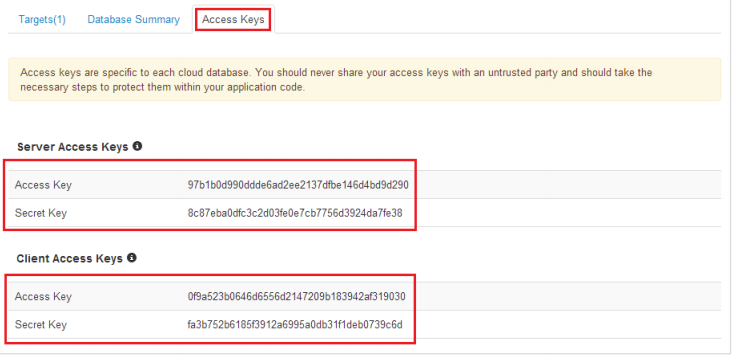 Targets(1) Database Summary Access Keys
Access keys are specific to each cloud database. You should never share your access keys with an untrusted party and should take the
necessary steps to protect them within your application code.
Server Access Keys
Access Key 97b1b0d990ddde6ad2ee2137dfbe146d4bd9d290
Secret Key 8c87eba0dfc3c2d03fe0e7cb7756d3924da7fe38
Client Access Keys
Access Key 0f9a523b0646d6556d2147209b183942af319030
Secret Key fa3b752b6185f3912a6995a0db31f1deb0739c6d